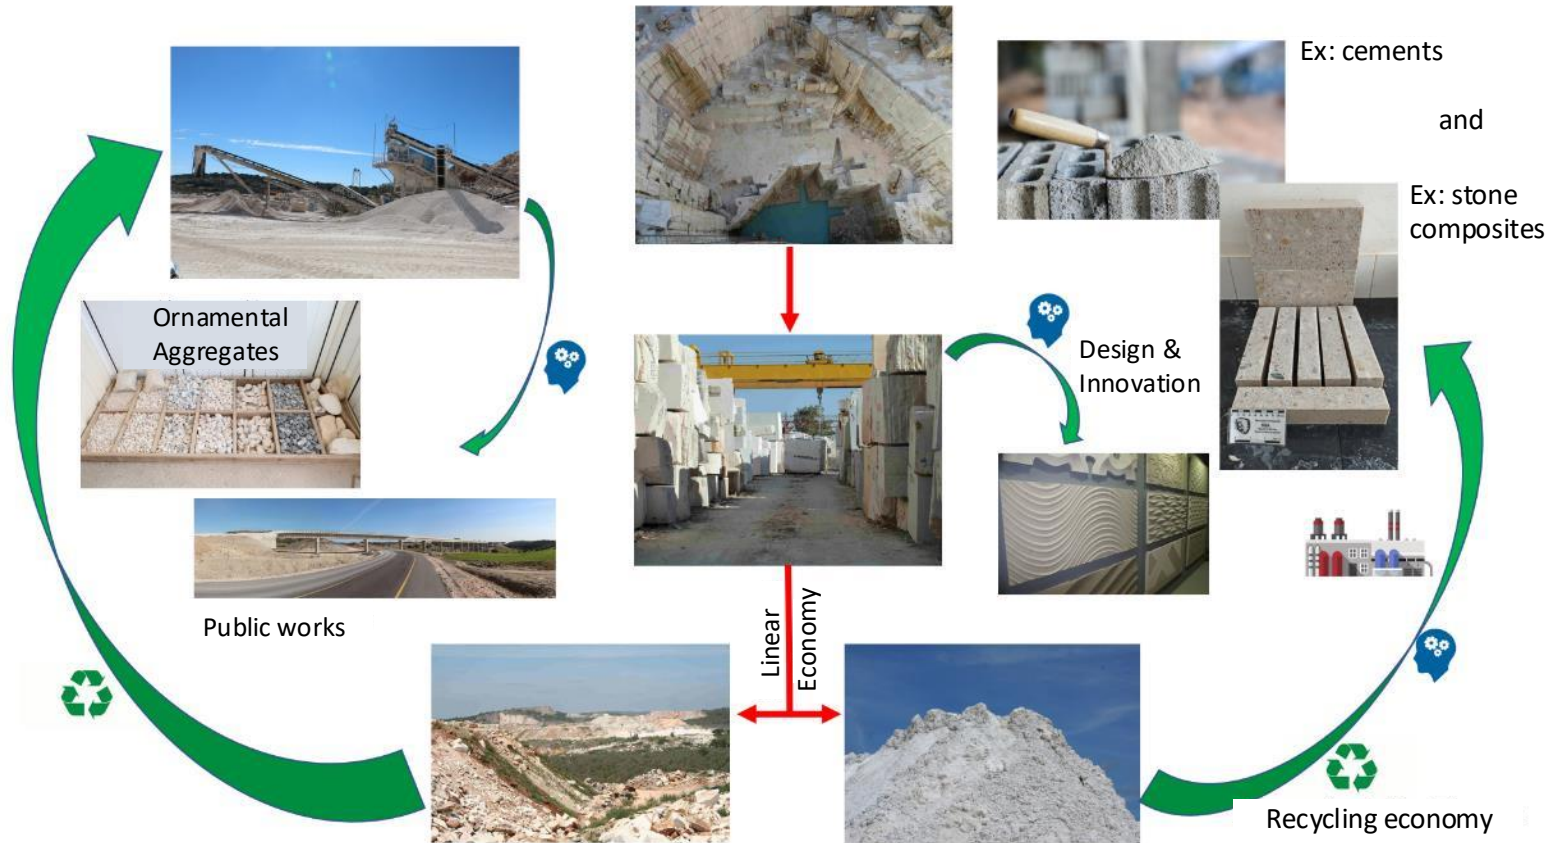 Ex: cements
and
Ex: stone
composites
Ornamental
Aggregates
Design &
Innovation
Public works
Linear
Economy
Recycling economy